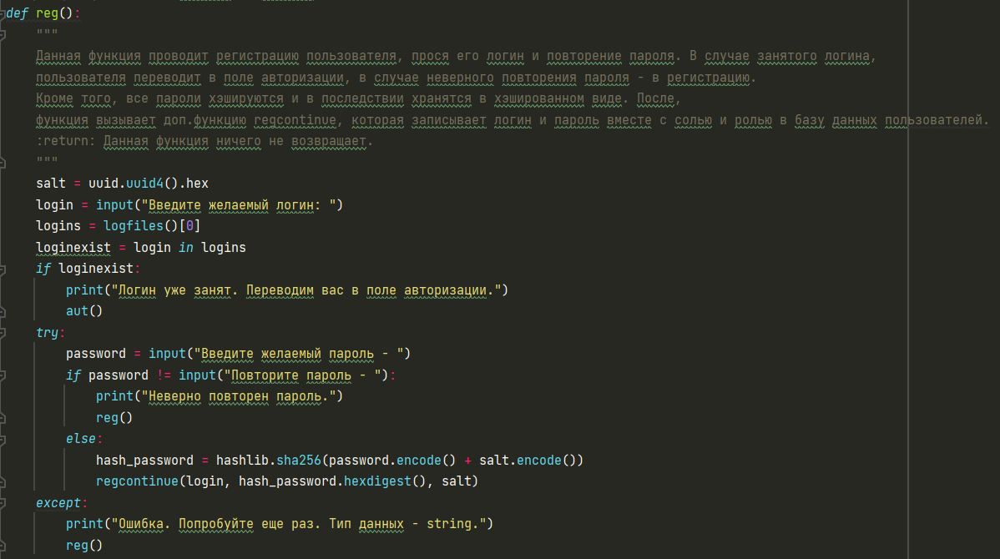 def reg():
"""
Данная функция проводит регистрацию пользователя, прося его логин и повторение пароля. В случае занятого логина,
пользователя переводит в поле авторизации, в случае неверного повторения пароля - в регистрацию.
Кроме того, все пароли хэшируются и в последствии хранятся в хэшированном виде. После,
функция вызывает доп.функцию regcontinue, которая записывает логин и пароль вместе с солью и ролью в базу данных пользователей.
:return: Данная функция ничего не возвращает.
"""
salt = uuid.uuid4().hex
login = input("Введите желаемый логин: ")
logins = logfiles()[0]
loginexist = login in logins
if loginexist:
print("Логин уже занят. Переводим вас в поле авторизации.")
aut()
try:
password = input("Введите желаемый пароль - ")
if password != input("Повторите пароль - "):
print("Неверно повторен пароль.")
reg()
else:
hash_password = hashlib.sha256(password.encode() + salt.encode())
regcontinue(login, hash_password.hexdigest(), salt)
except:
print("Ошибка. Попробуйте еще раз. Тип данных - string.")
reg()